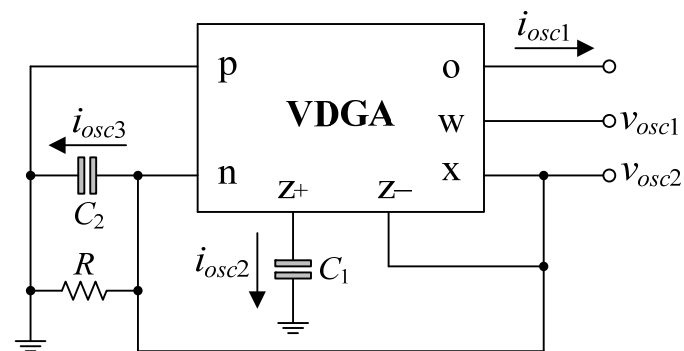 i_osc1
p
o
VDGA
w
v_osc1
i_osc3
n
x
v_osc2
z+
z−
C_2
i_osc2
C_1
R